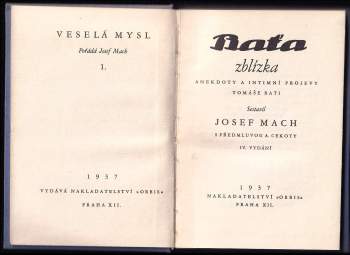 VESELÁ MYSL
Pořádá Josef Mach
1.
1937
VYDÁVÁ NAKLADATELSTVÍ »ORBIS«
PRAHA XII.
Baťa
zblízka
ANEKDOTY A INTIMNÍ PROJEVY
TOMÁŠE BATI
Sestavil
JOSEF MACH
S PŘEDMLUVOU A CEKOTY
IV. VYDÁNÍ
1937
NAKLADATELSTVÍ »ORBIS«
PRAHA XII.